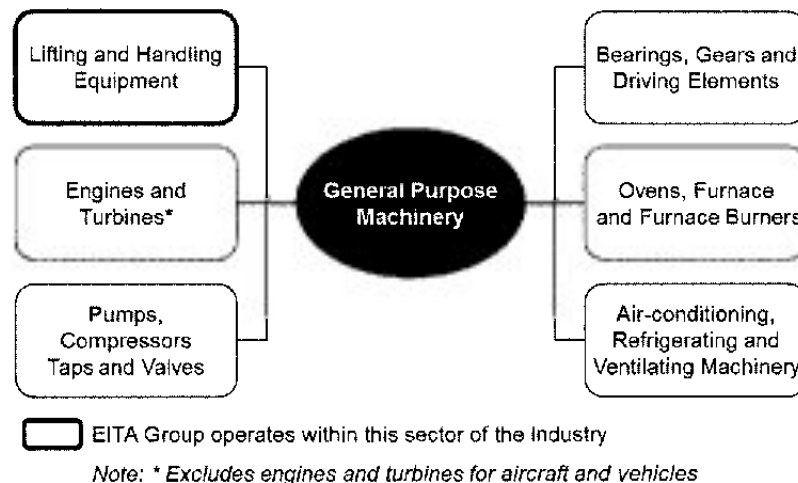 Lifting and Handling
Equipment
Engines and
Turbines*
Pumps,
Compressors
Taps and Valves
General Purpose
Machinery
Bearings, Gears and
Driving Elements
Ovens, Furnace
and Furnace Burners
Air-conditioning,
Refrigerating and
Ventilating Machinery
EITA Group operates within this sector of the Industry
Note: * Excludes engines and turbines for aircraft and vehicles